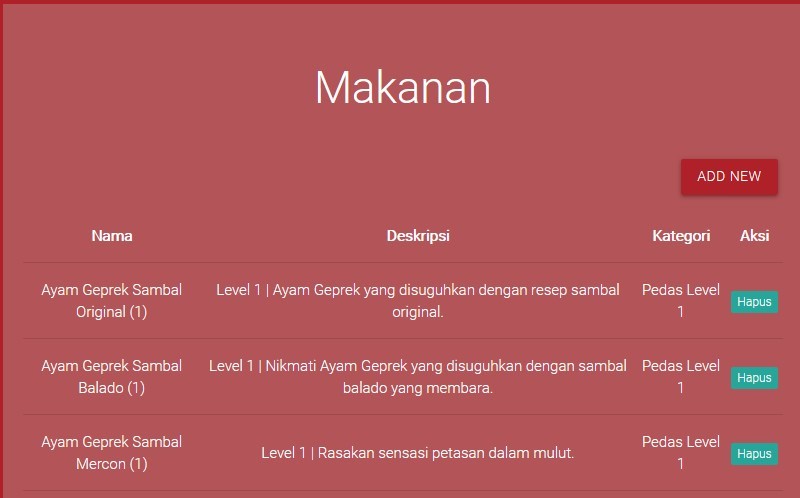 Makanan
ADD NEW
Nama Deskripsi Kategori Aksi
Ayam Geprek Sambal Level 1 | Ayam Geprek yang disuguhkan dengan resep sambal Pedas Level
Original (1) original. 1 Hapus
Ayam Geprek Sambal Level 1 | Nikmati Ayam Geprek yang disuguhkan dengan sambal Pedas Level
Balado (1) balado yang membara. 1 Hapus
Ayam Geprek Sambal Level 1 | Rasakan sensasi petasan dalam mulut. Pedas Level
Mercon (1) 1 Hapus